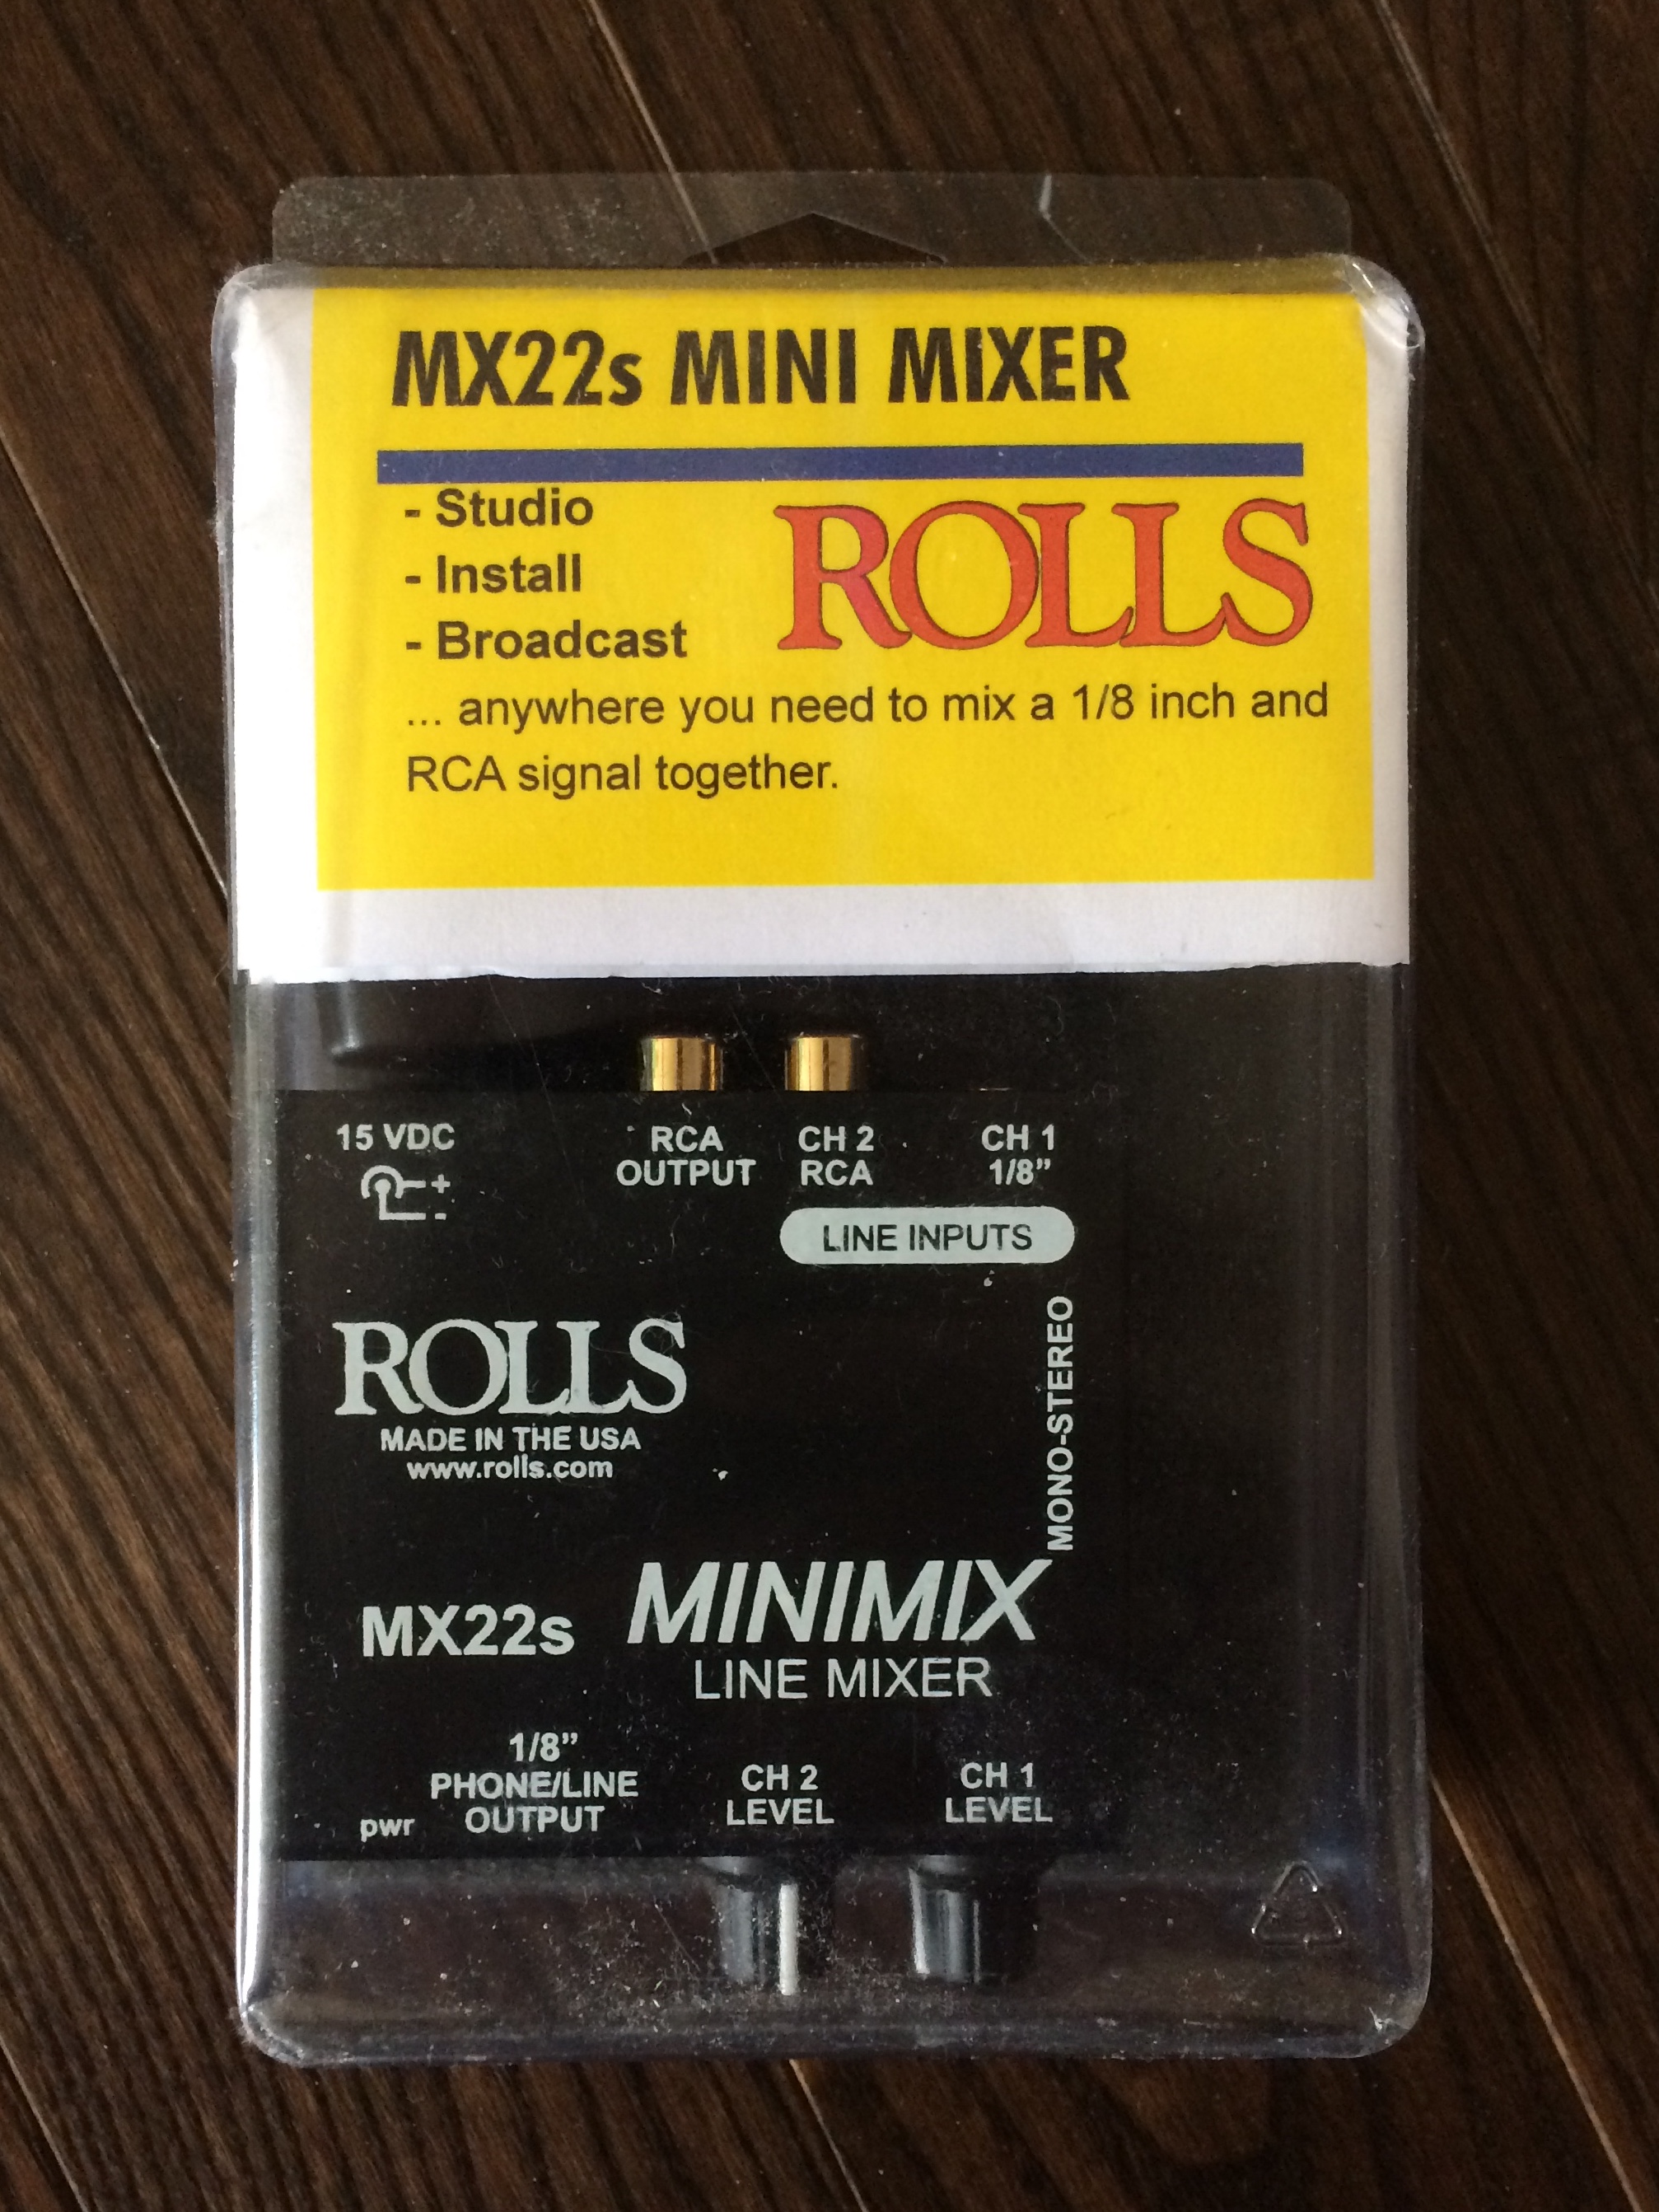 MX22s MINI MIXER
- Studio
- Install
- Broadcast
ROLLS
... anywhere you need to mix a 1/8 inch and
RCA signal together.
15 VDC
+
-
RCA
OUTPUT
CH 2
RCA
CH 1
1/8”
LINE INPUTS
MONO-STEREO
ROLLS
MADE IN THE USA
www.rolls.com
MX22s
MINIMIX
LINE MIXER
pwr
1/8”
PHONE/LINE
OUTPUT
CH 2
LEVEL
CH 1
LEVEL